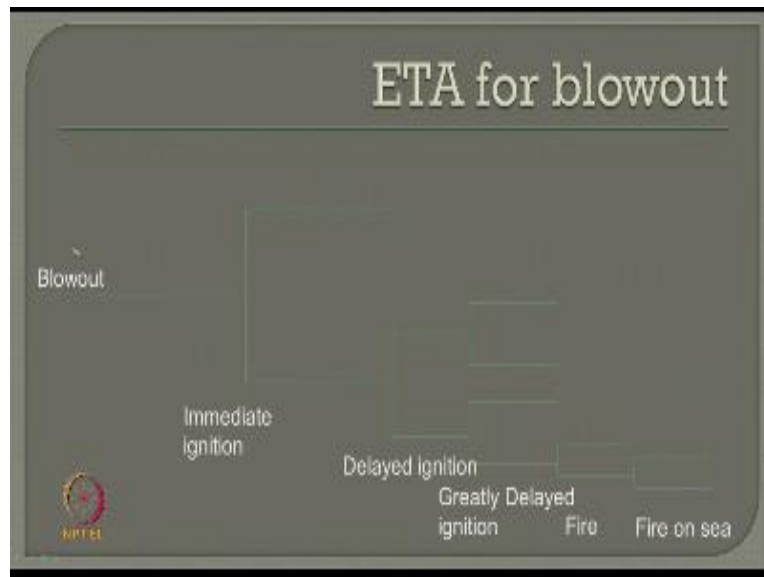 ETA for blowout
Blowout
Immediate
ignition
Delayed ignition
Greatly Delayed
ignition
Fire
Fire on sea
NPTEL